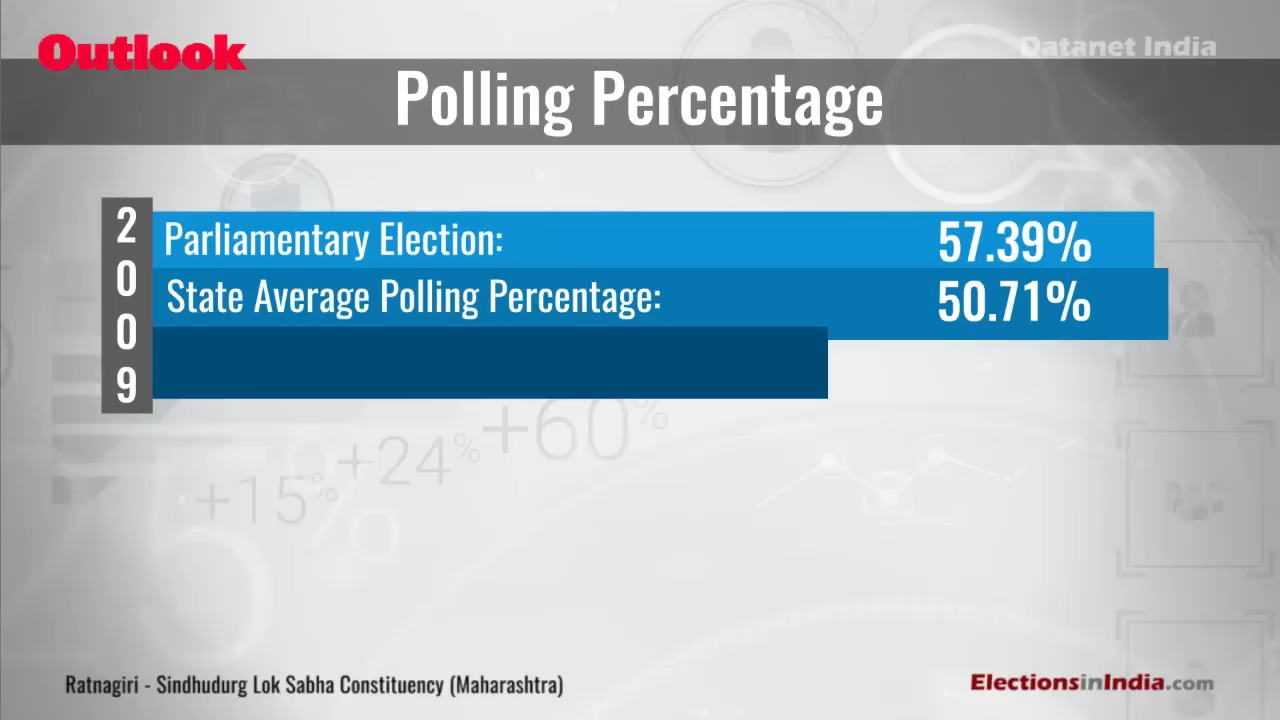 Outlook
Datanet India
Polling Percentage
2
0
0
9
Parliamentary Election: 57.39%
State Average Polling Percentage: 50.71%
+15%
+24%
+60%
5%
Ratnagiri - Sindhudurg Lok Sabha Constituency (Maharashtra)
ElectionsinIndia.com